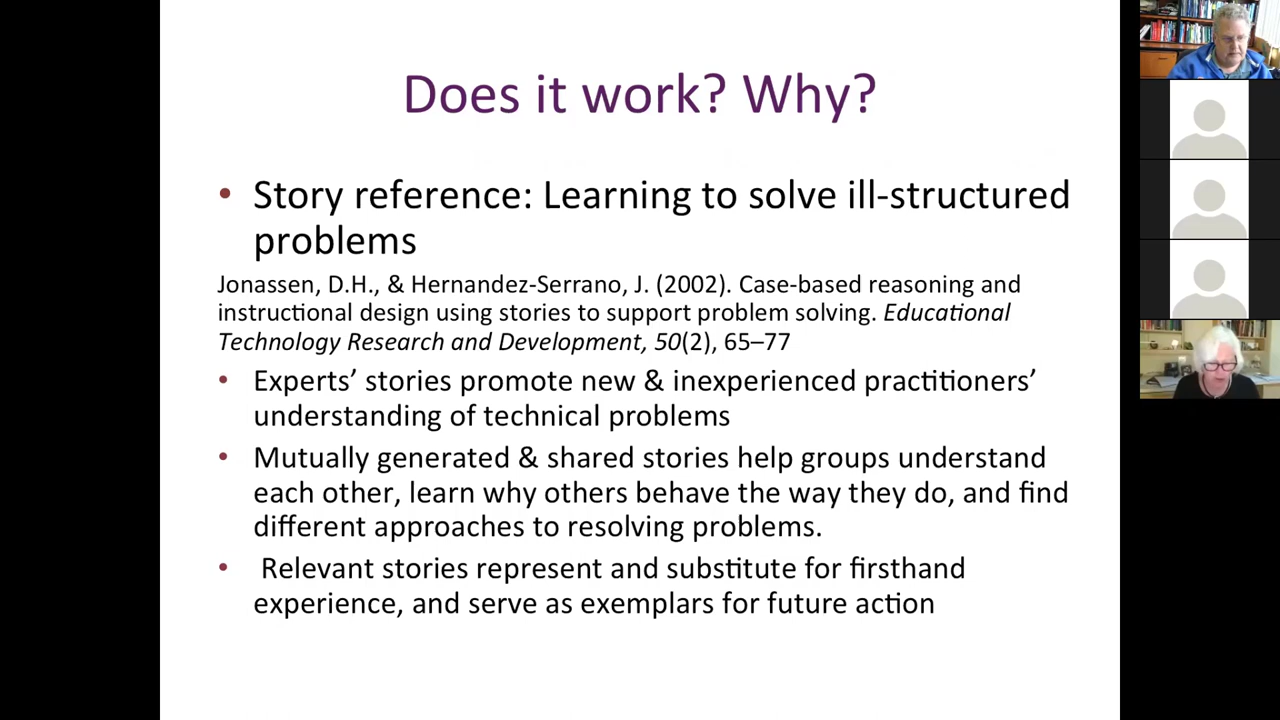 Does it work? Why?
• Story reference: Learning to solve ill-structured
problems
Jonassen, D.H., & Hernandez-Serrano, J. (2002). Case-based reasoning and
instructional design using stories to support problem solving. Educational
Technology Research and Development, 50(2), 65–77
• Experts’ stories promote new & inexperienced practitioners’
understanding of technical problems
• Mutually generated & shared stories help groups understand
each other, learn why others behave the way they do, and find
different approaches to resolving problems.
• Relevant stories represent and substitute for firsthand
experience, and serve as exemplars for future action